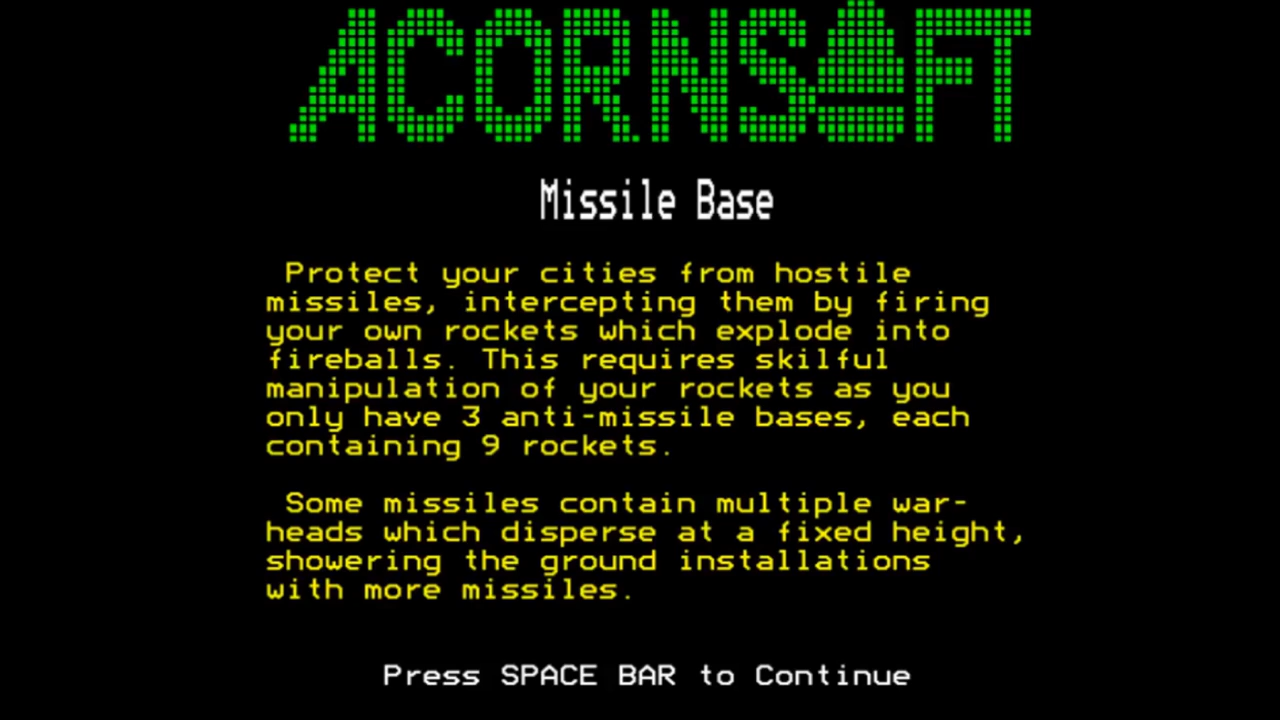 ACORNSOFT
Missile Base
Protect your cities from hostile
missiles, intercepting them by firing
your own rockets which explode into
fireballs. This requires skilful
manipulation of your rockets as you
only have 3 anti-missile bases, each
containing 9 rockets.
Some missiles contain multiple war-
heads which disperse at a fixed height,
showering the ground installations
with more missiles.
Press SPACE BAR to Continue